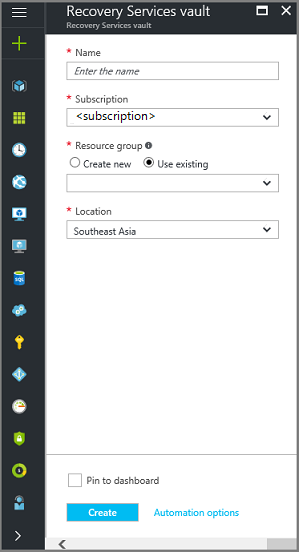 Recovery Services vault
Recovery Services vault
* Name
Enter the name
* Subscription
<subscription>
* Resource group
Create new Use existing
* Location
Southeast Asia
Pin to dashboard
Create Automation options